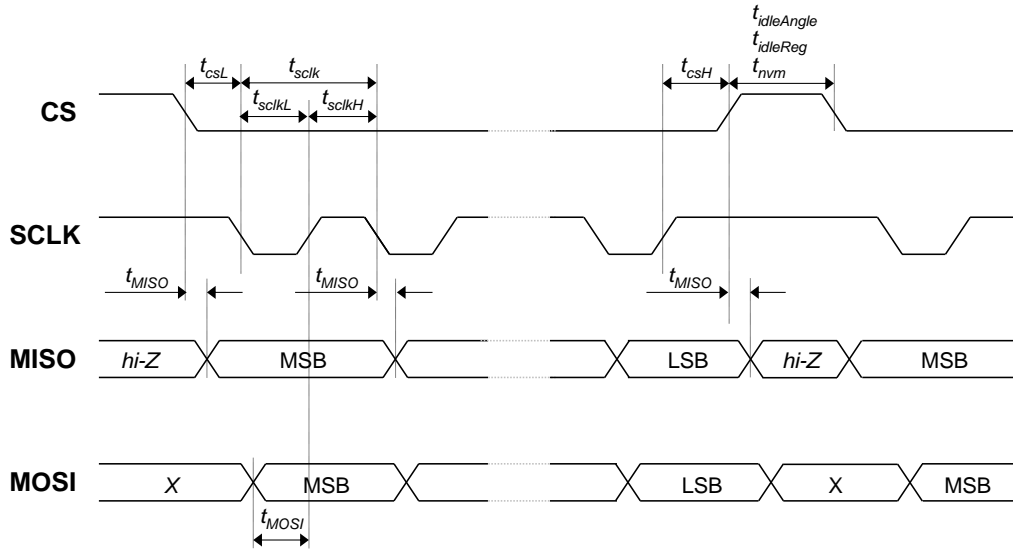 t_idleAngle
t_idleReg
t_csL t_sclk t_csH t_nvm
t_sclkL t_sclkH
CS
SCLK
t_MISO t_MISO t_MISO
MISO hi-Z MSB LSB hi-Z MSB
MOSI X MSB LSB X MSB
t_MOSI